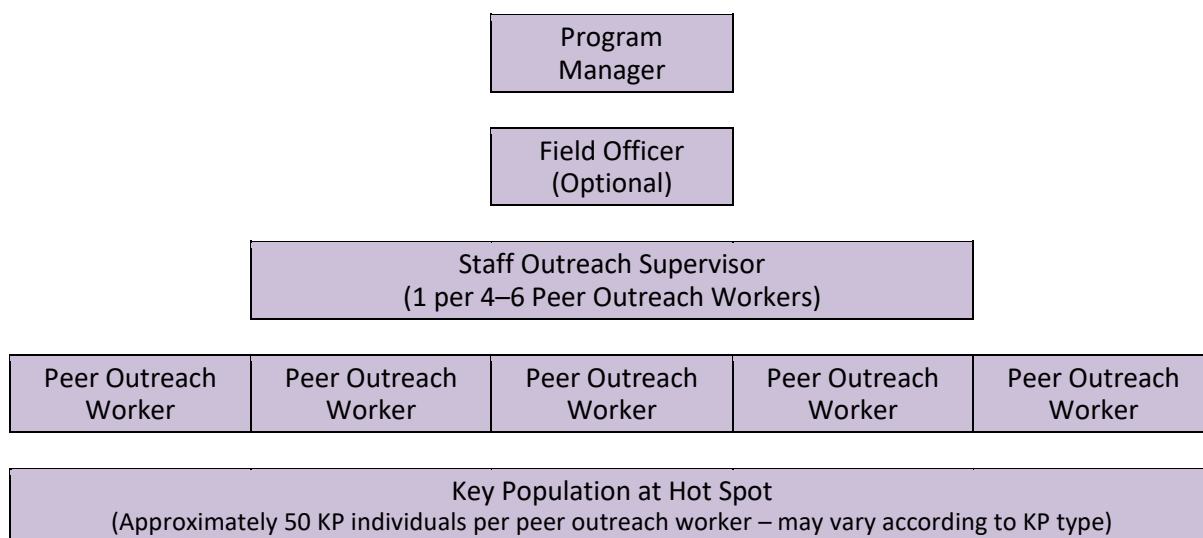 Program
Manager
Field Officer
(Optional)
Staff Outreach Supervisor
(1 per 4–6 Peer Outreach Workers)
Peer Outreach Worker
Peer Outreach Worker
Peer Outreach Worker
Peer Outreach Worker
Peer Outreach Worker
Key Population at Hot Spot
(Approximately 50 KP individuals per peer outreach worker – may vary according to KP type)